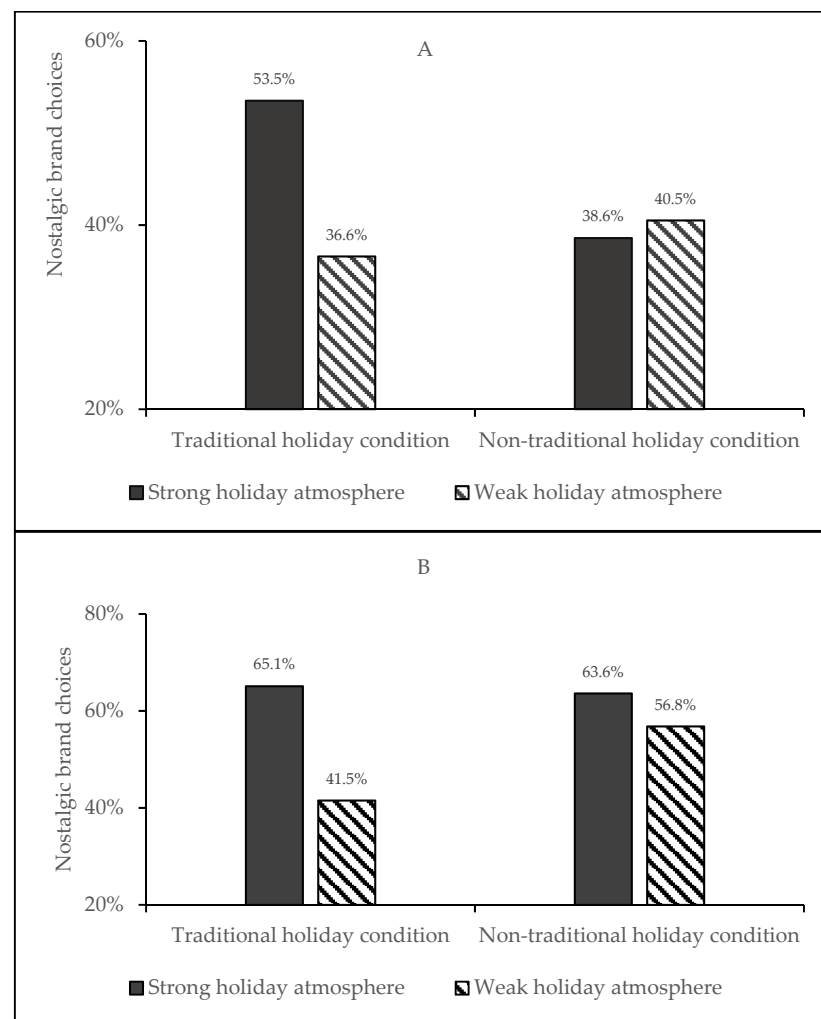 A
Nostalgic brand choices
60%
40%
20%
53.5%
36.6%
38.6%
40.5%
Traditional holiday condition Non-traditional holiday condition
Strong holiday atmosphere Weak holiday atmosphere
B
Nostalgic brand choices
80%
60%
40%
20%
65.1%
41.5%
63.6%
56.8%
Traditional holiday condition Non-traditional holiday condition
Strong holiday atmosphere Weak holiday atmosphere